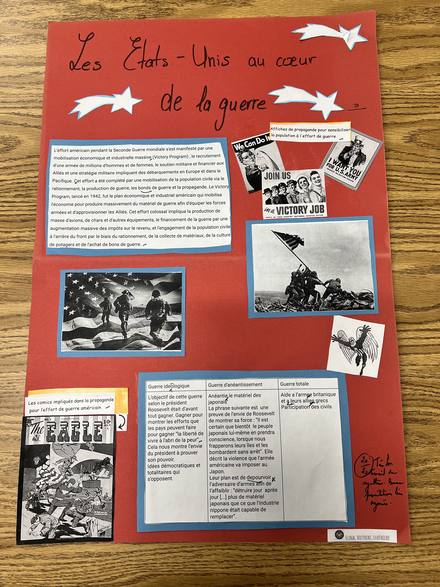 Les Etats-Unis au cœur
de la guerre
Affiches de propagande pour sensibiliser
la population à l'effort de guerre
L'effort américain pendant la Seconde Guerre mondiale s'est manifesté par une
mobilisation économique et industrielle massive (Victory Program), le recrutement
d'une armée de millions d'hommes et de femmes, le soutien militaire et financier aux
Alliés et une stratégie militaire impliquant des débarquements en Europe et dans le
Pacifique. Cet effort a été complété par une mobilisation de la population civile via le
rationnement, la production de guerre, les bonds de guerre et la propagande. Le Victory
Program, lancé en 1942, fut le plan économique et industriel américain qui mobilisa
l'économie pour produire massivement du matériel de guerre afin d'équiper les forces
armées et d'approvisionner les Alliés. Cet effort colossal impliqua la production de
masse d'avions, de chars et d'autres équipements, le financement de la guerre par une
augmentation massive des impôts sur le revenu, et l'engagement de la population civile
à l'arrière du front par le biais du rationnement, de la collecte de matériaux, de la culture
de potagers et de l'achat de bons de guerre.
We Can Do It!
JOIN US
in a VICTORY JOB
I WANT YOU
Les comics impliqués dans la propagande
pour l'effort de guerre américain
The
EAGLE
Guerre idéologique
L'objectif de cette guerre
selon le président
Roosevelt était d'avant
tout gagner. Gagner pour
montrer les efforts que
les pays peuvent faire
pour gagner "la liberté de
vivre à l'abri de la peur".
Cela nous montre l'envie
du président à prouver
son pouvoir.
Idées démocratiques et
totalitaires qui
s'opposent.
Guerre d'anéantissement
Anéantir le matériel des
japonais
La phrase suivante est une
preuve de l'envie de Roosevelt
de montrer sa force : "Il est
certain que bientôt le peuple
japonais lui-même en prendra
conscience, lorsque nous
frapperons leurs îles et les
bombardent sans arrêt". Elle
décrit la violence que l'armée
américaine va imposer au
Japon.
Leur plan est de dépourvoir
l'adversaire d'armes afin de
l'affaiblir : "détruire jour après
jour [...] plus de matériel
japonais que ce que l'industrie
nippone était capable de
remplacer".
Guerre totale
Aide à l'armée britanique
et à leurs alliés grecs
Participation des civils